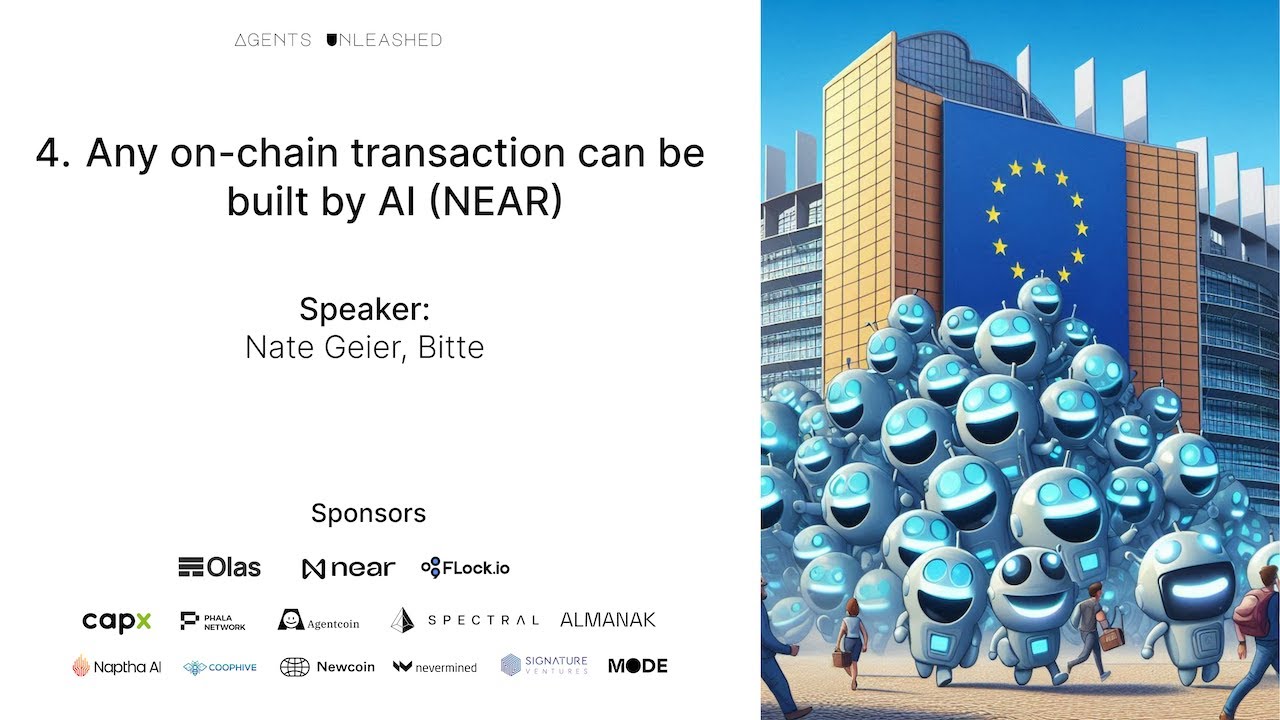 AGENTS UNLEASHED
4. Any on-chain transaction can be
built by AI (NEAR)
Speaker:
Nate Geier, Bitte
Sponsors
Olas near FLock.io
capx PHALA NETWORK Agentcoin SPECTRAL ALMANAK
Naptha AI COOPHIVE Newcoin nevermined SIGNATURE VENTURES MODE